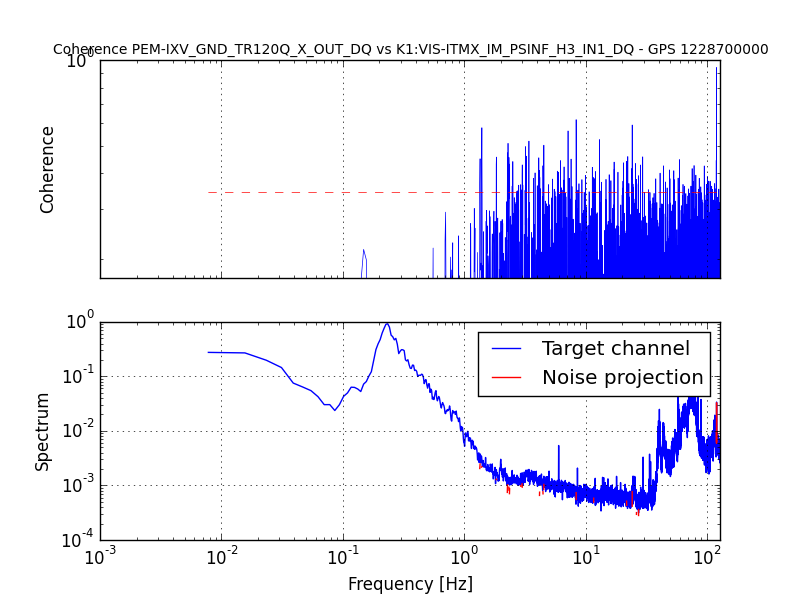 Coherence PEM-IXV_GND_TR120Q_X_OUT_DQ vs K1:VIS-ITMX_IM_PSINF_H3_IN1_DQ - GPS 1228700000
10^0
Coherence
10^0
10^-1
10^-2
10^-3
10^-4
Spectrum
Target channel
Noise projection
10^-3 10^-2 10^-1 10^0 10^1 10^2
Frequency [Hz]